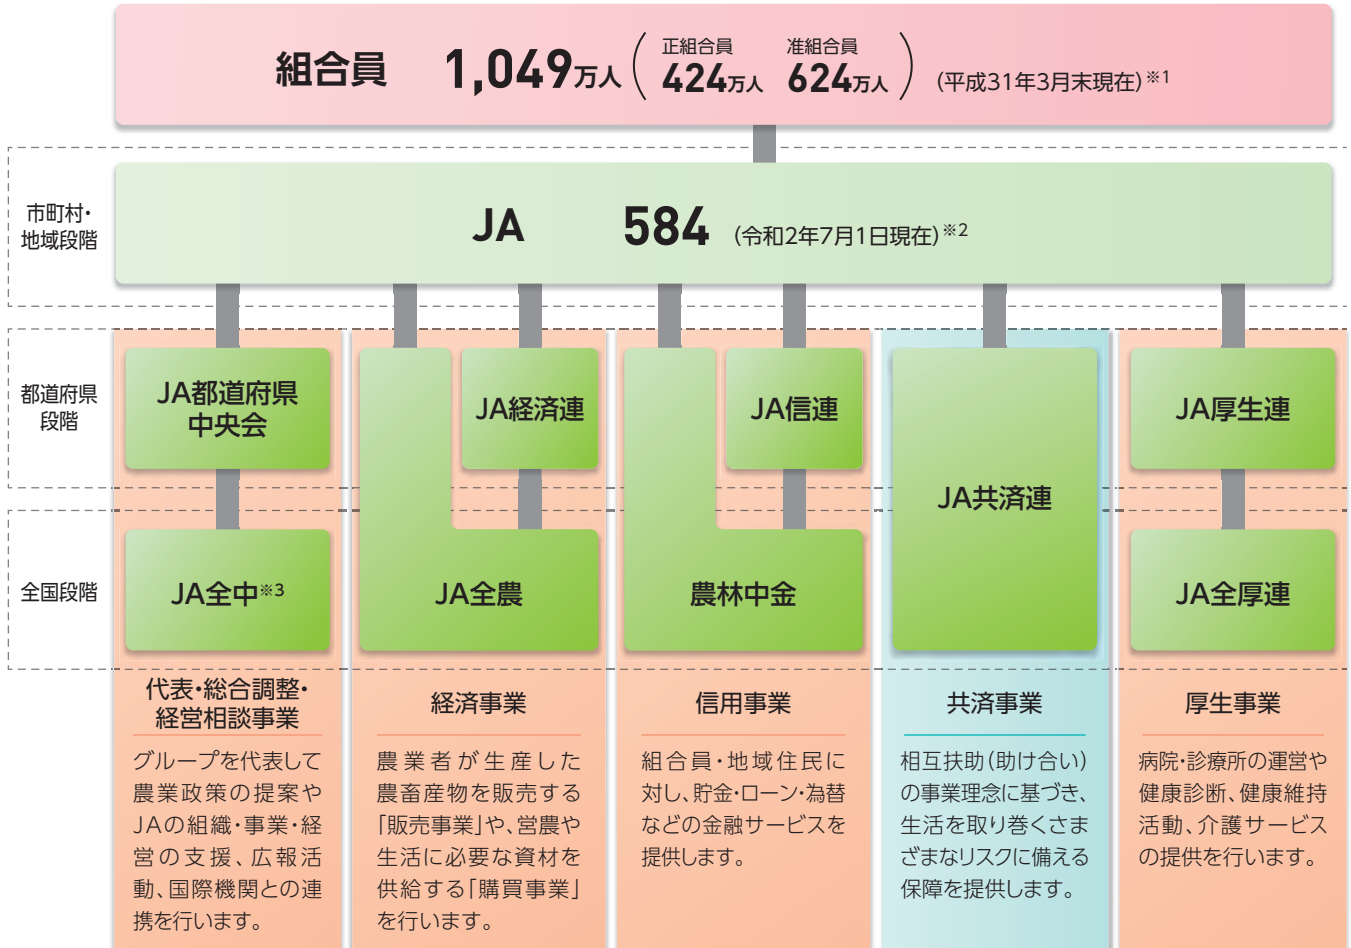 組合員 1,049万人 (正組合員 424万人 准組合員 624万人) (平成31年3月末現在)※1
市町村・
地域段階
JA 584 (令和2年7月1日現在)※2
都道府県
段階
JA都道府県
中央会
JA経済連
JA信連
JA共済連
JA厚生連
全国段階
JA全中※3
JA全農
農林中金
JA全厚連
代表・総合調整・
経営相談事業
グループを代表して
農業政策の提案や
JAの組織・事業・経
営の支援、広報活
動、国際機関との連
携を行います。
経済事業
農業者が生産した
農畜産物を販売する
「販売事業」や、営農や
生活に必要な資材を
供給する「購買事業」
を行います。
信用事業
組合員・地域住民に
対し、貯金・ローン・為替
などの金融サービスを
提供します。
共済事業
相互扶助(助け合い)
の事業理念に基づき、
生活を取り巻くさま
ざまなリスクに備える
保障を提供します。
厚生事業
病院・診療所の運営や
健康診断、健康維持
活動、介護サービス
の提供を行います。